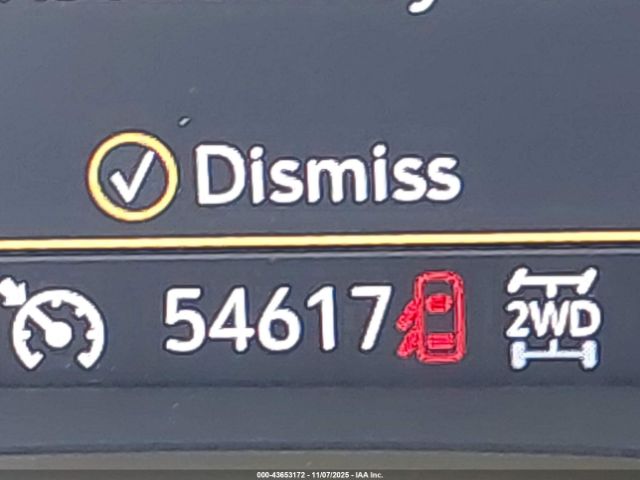 Dismiss
54617
2WD
000-43653172 - 11/07/2025 - IAA Inc.